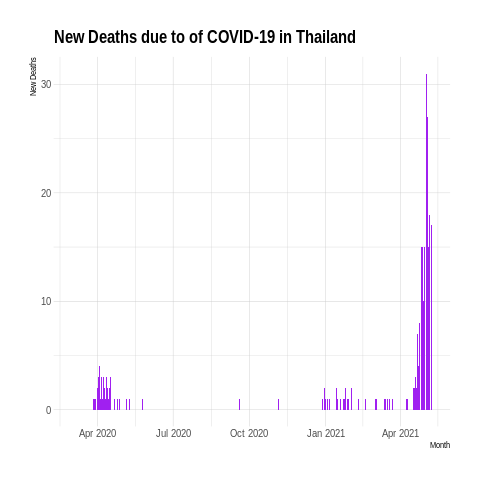 New Deaths due to of COVID-19 in Thailand
New Deaths
30
20
10
0
Apr 2020 Jul 2020 Oct 2020 Jan 2021 Apr 2021
Month